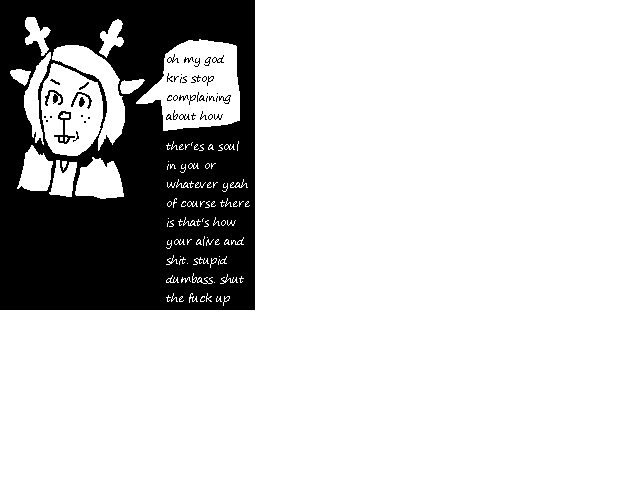 oh my god
kris stop
complaining
about how
ther'es a soul
in you or
whatever yeah
of course there
is that's how
your alive and
shit. stupid
dumbass. shut
the fuck up